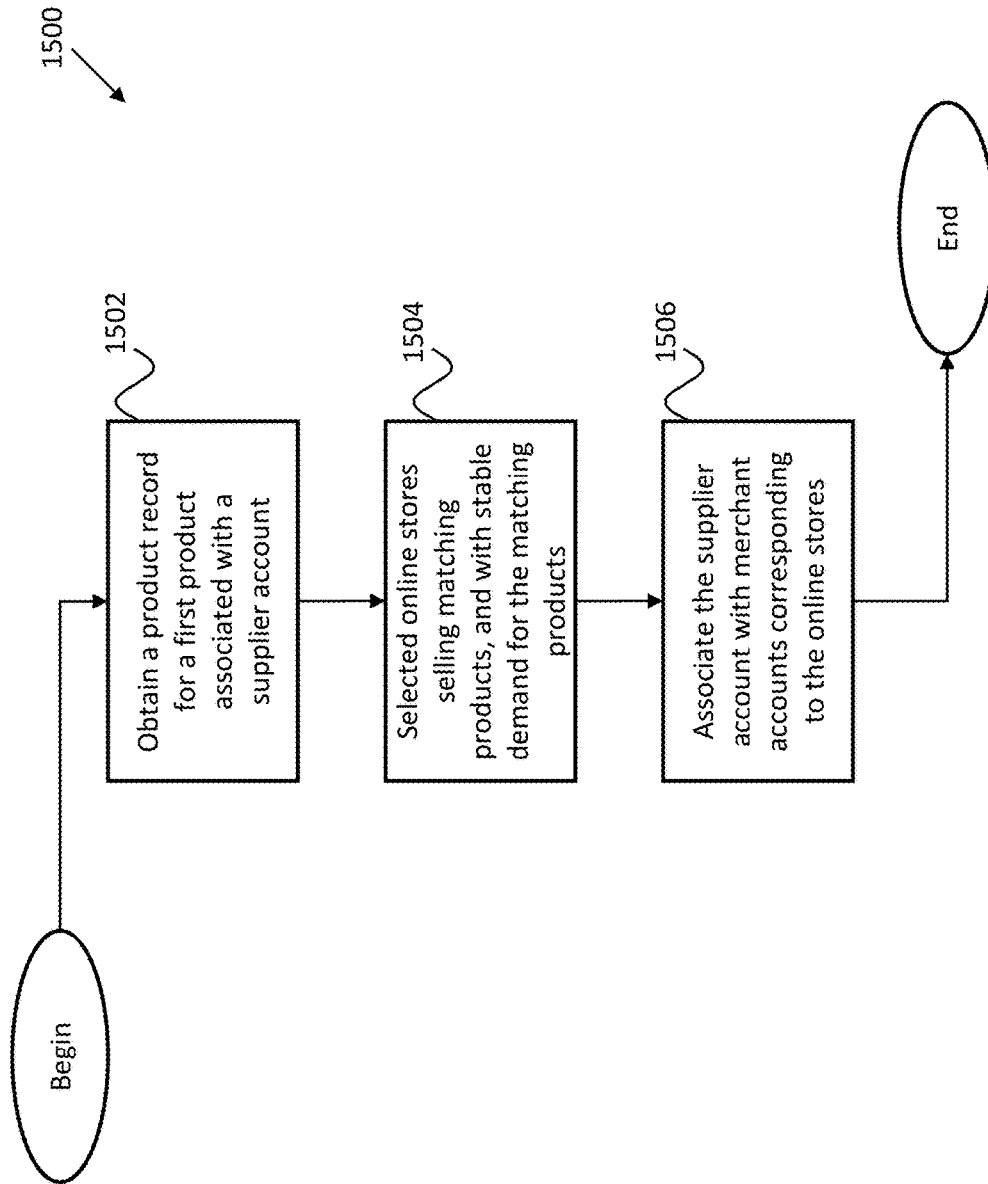 1500
Begin
1502
Obtain a product record
for a first product
associated with a
supplier account
1504
Selected online stores
selling matching
products, and with stable
demand for the matching
products
1506
Associate the supplier
account with merchant
accounts corresponding
to the online stores
End